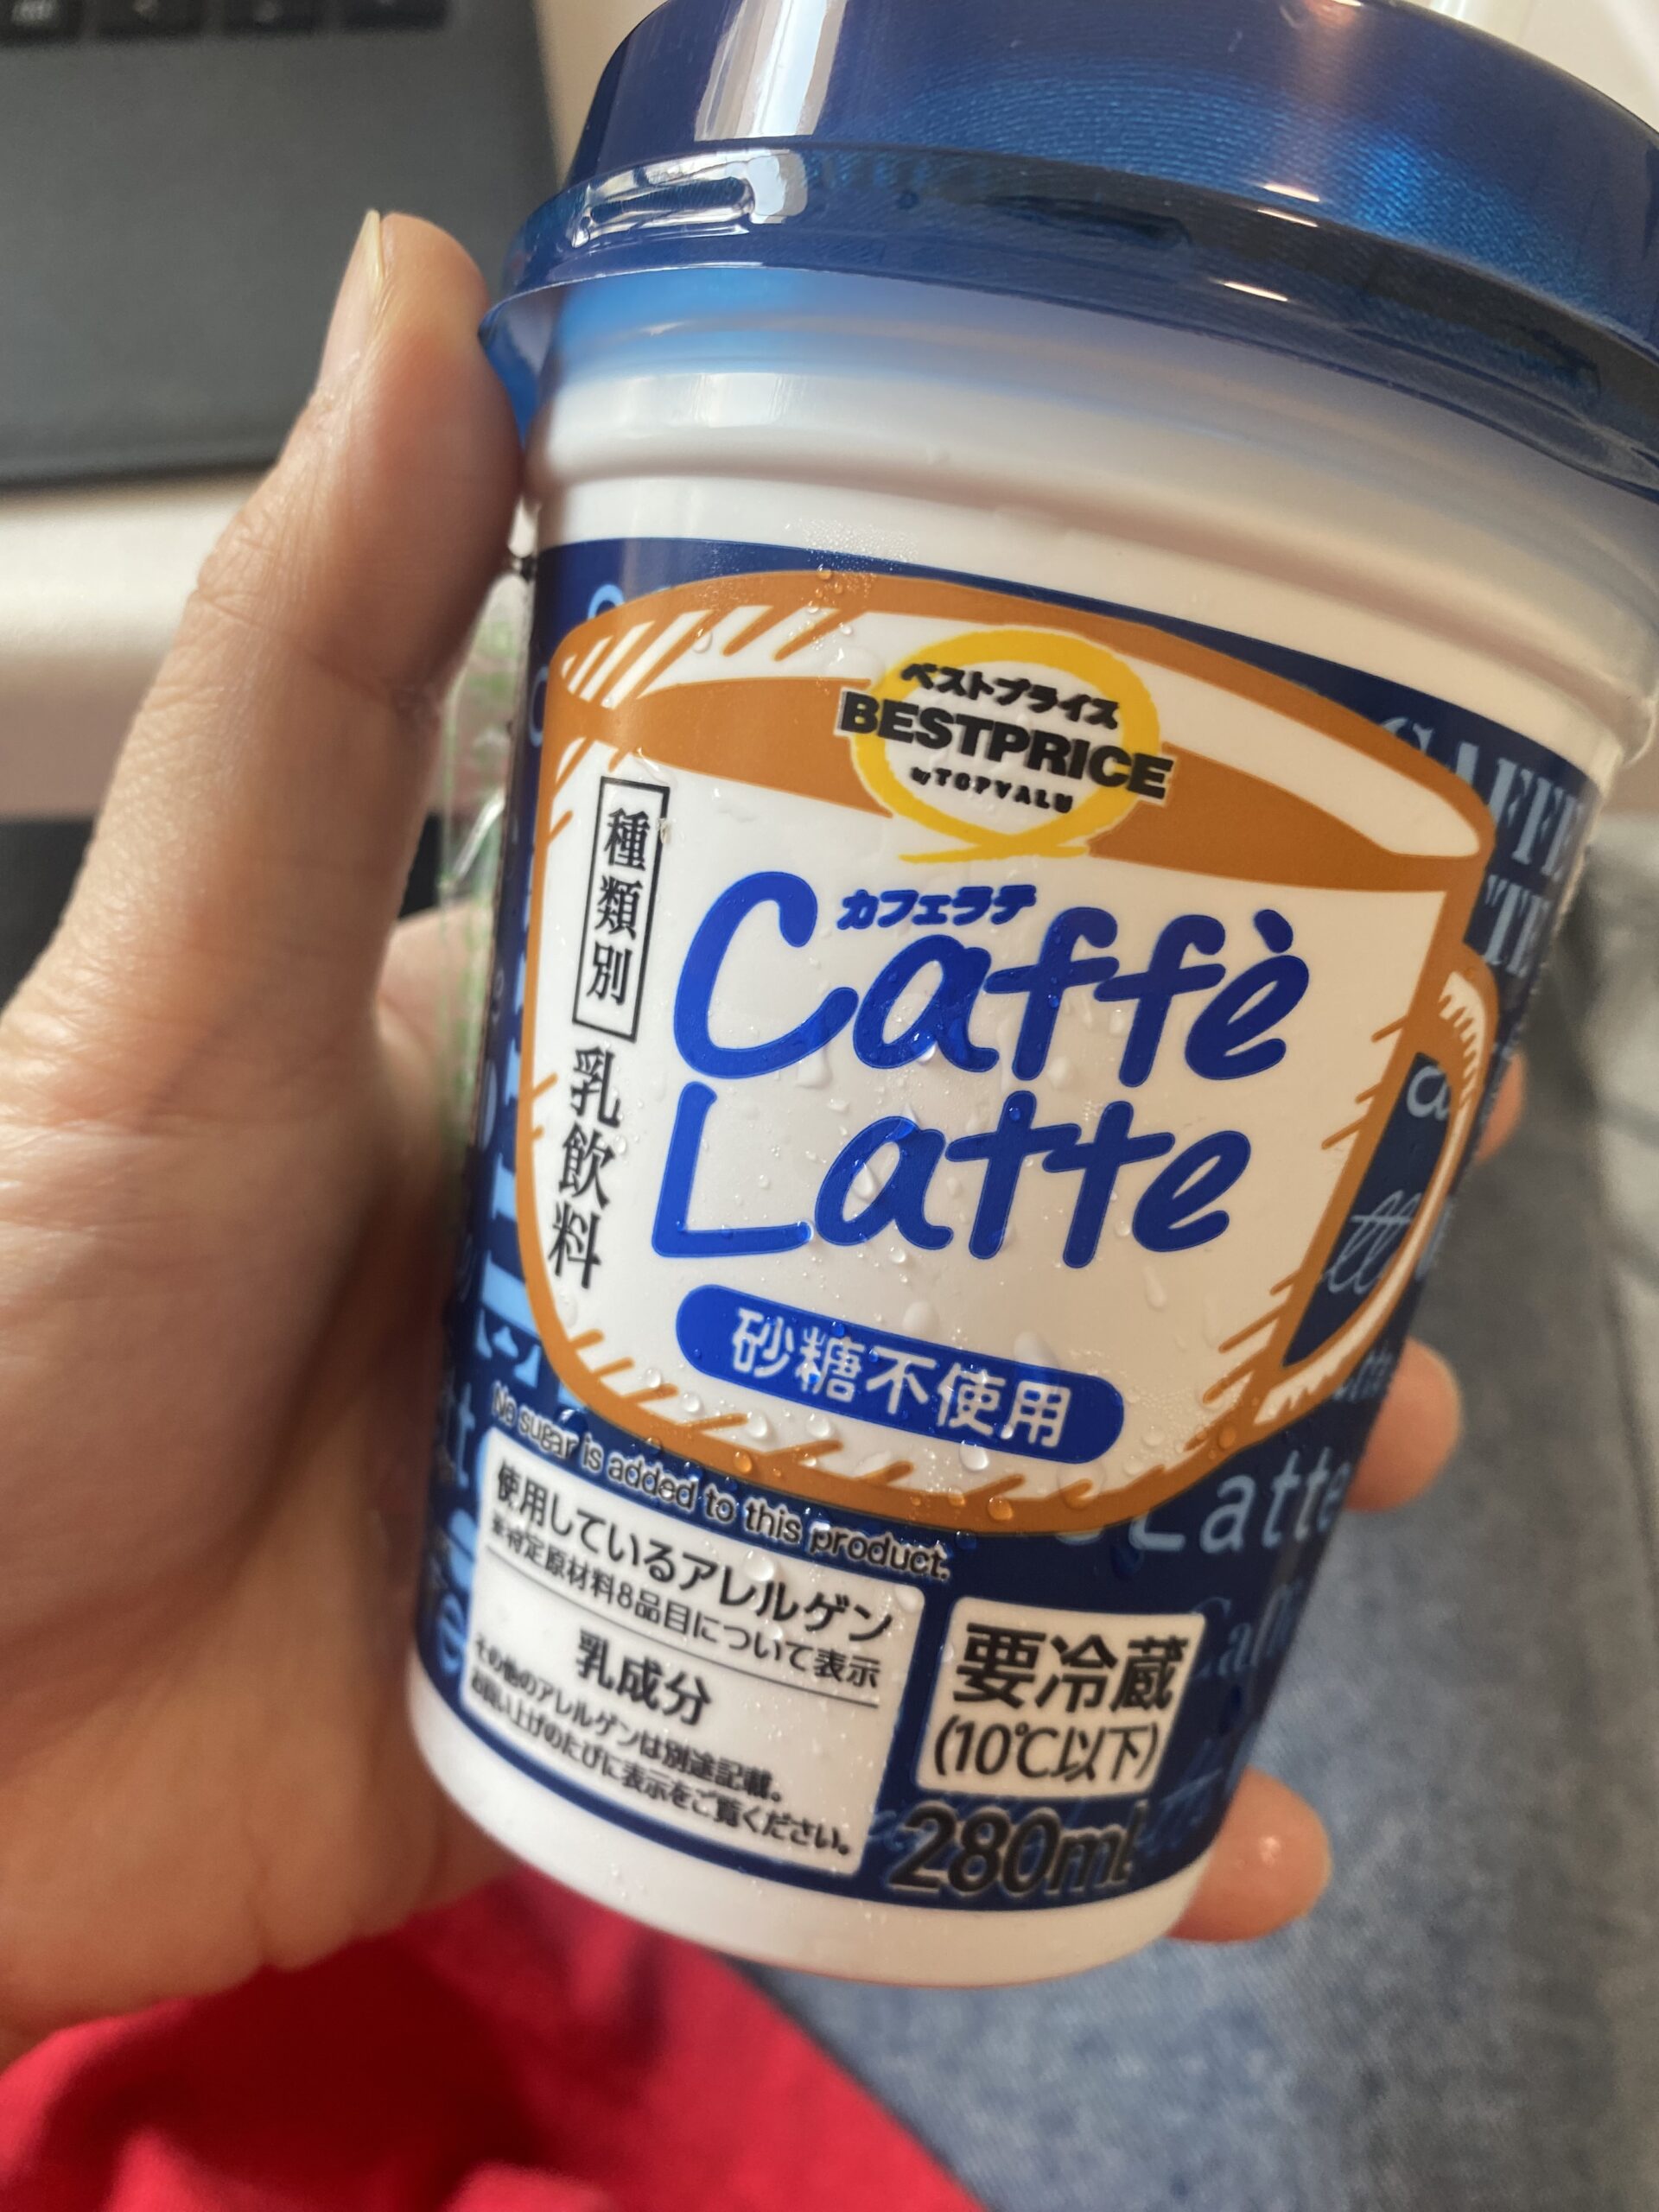 ベストプライス
BESTPRICE
by TOPVALU
種類別 乳飲料
カフェラテ
Caffè
Latte
砂糖不使用
No sugar is added to this product.
使用しているアレルゲン
※特定原材料8品目について表示
乳成分
その他のアレルゲンは別途記載。
お買い上げのたびに表示をご覧ください。
要冷蔵
(10℃以下)
280ml
Latte